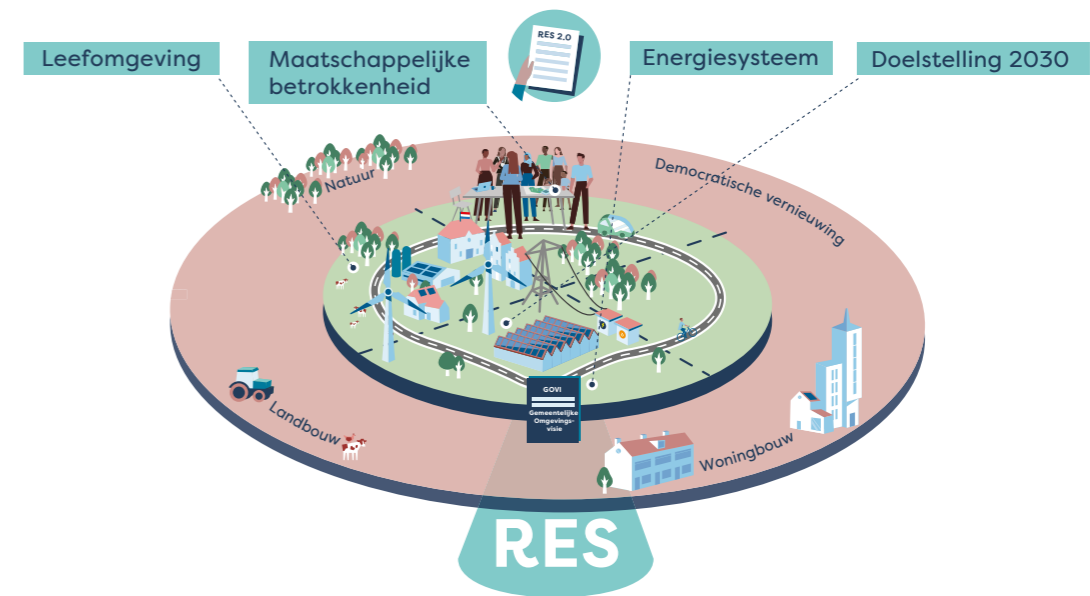 RES 2.0
Leefomgeving
Maatschappelijke
betrokkenheid
Energiesysteem
Doelstelling 2030
Natuur
Democratische vernieuwing
Landbouw
Woningbouw
GOVI
Gemeentelijke
Omgevings-
visie
RES